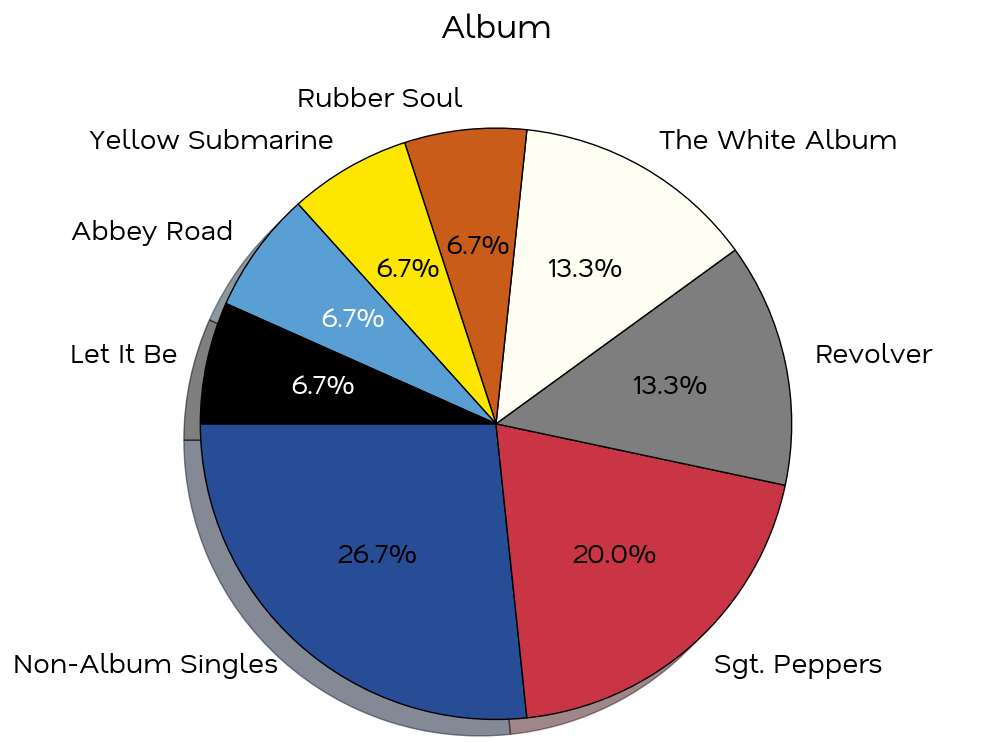 Album
Rubber Soul
Yellow Submarine
The White Album
Abbey Road
6.7%
6.7%
13.3%
6.7%
Let It Be
Revolver
6.7%
13.3%
26.7%
20.0%
Non-Album Singles
Sgt. Peppers